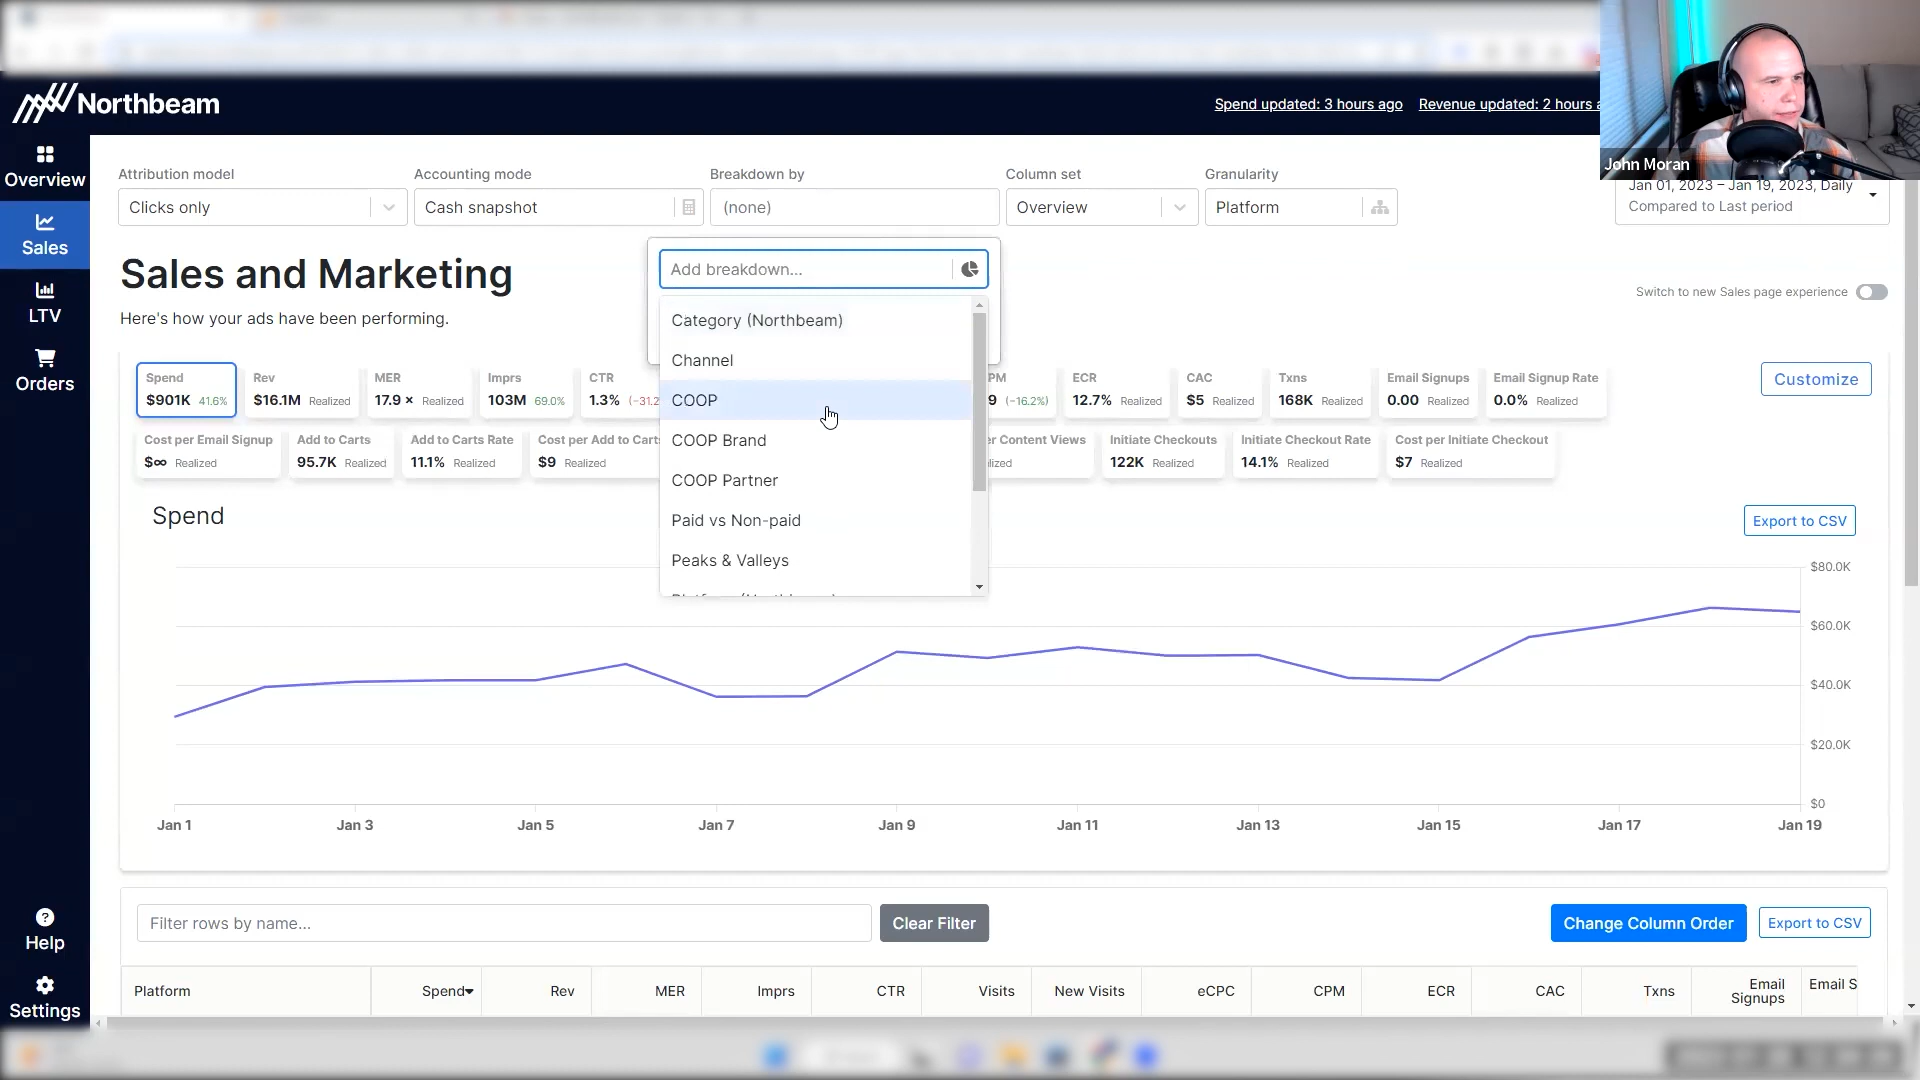 Northbeam
Spend updated: 3 hours ago
Revenue updated: 2 hours a
John Moran
Overview
Sales
LTV
Orders
Help
Settings
Attribution model
Clicks only
Accounting mode
Cash snapshot
Breakdown by
(none)
Column set
Overview
Granularity
Platform
Jan 01, 2023 – Jan 19, 2023, Daily
Compared to Last period
Sales and Marketing
Here's how your ads have been performing.
Switch to new Sales page experience
Add breakdown...
Category (Northbeam)
Channel
COOP
COOP Brand
COOP Partner
Paid vs Non-paid
Peaks & Valleys
Spend
$901K 41.6%
Rev
$16.1M Realized
MER
17.9 × Realized
Imprs
103M 69.0%
CTR
1.3% (−31.2
PM
9 (−16.2%)
ECR
12.7% Realized
CAC
$5 Realized
Txns
168K Realized
Email Signups
0.00 Realized
Email Signup Rate
0.0% Realized
Customize
Cost per Email Signup
$∞ Realized
Add to Carts
95.7K Realized
Add to Carts Rate
11.1% Realized
Cost per Add to Carts
$9 Realized
er Content Views
lized
Initiate Checkouts
122K Realized
Initiate Checkout Rate
14.1% Realized
Cost per Initiate Checkout
$7 Realized
Spend
Export to CSV
$80.0K
$60.0K
$40.0K
$20.0K
$0
Jan 1
Jan 3
Jan 5
Jan 7
Jan 9
Jan 11
Jan 13
Jan 15
Jan 17
Jan 19
Filter rows by name...
Clear Filter
Change Column Order
Export to CSV
Platform
Spend
Rev
MER
Imprs
CTR
Visits
New Visits
eCPC
CPM
ECR
CAC
Txns
Email
Signups
Email S